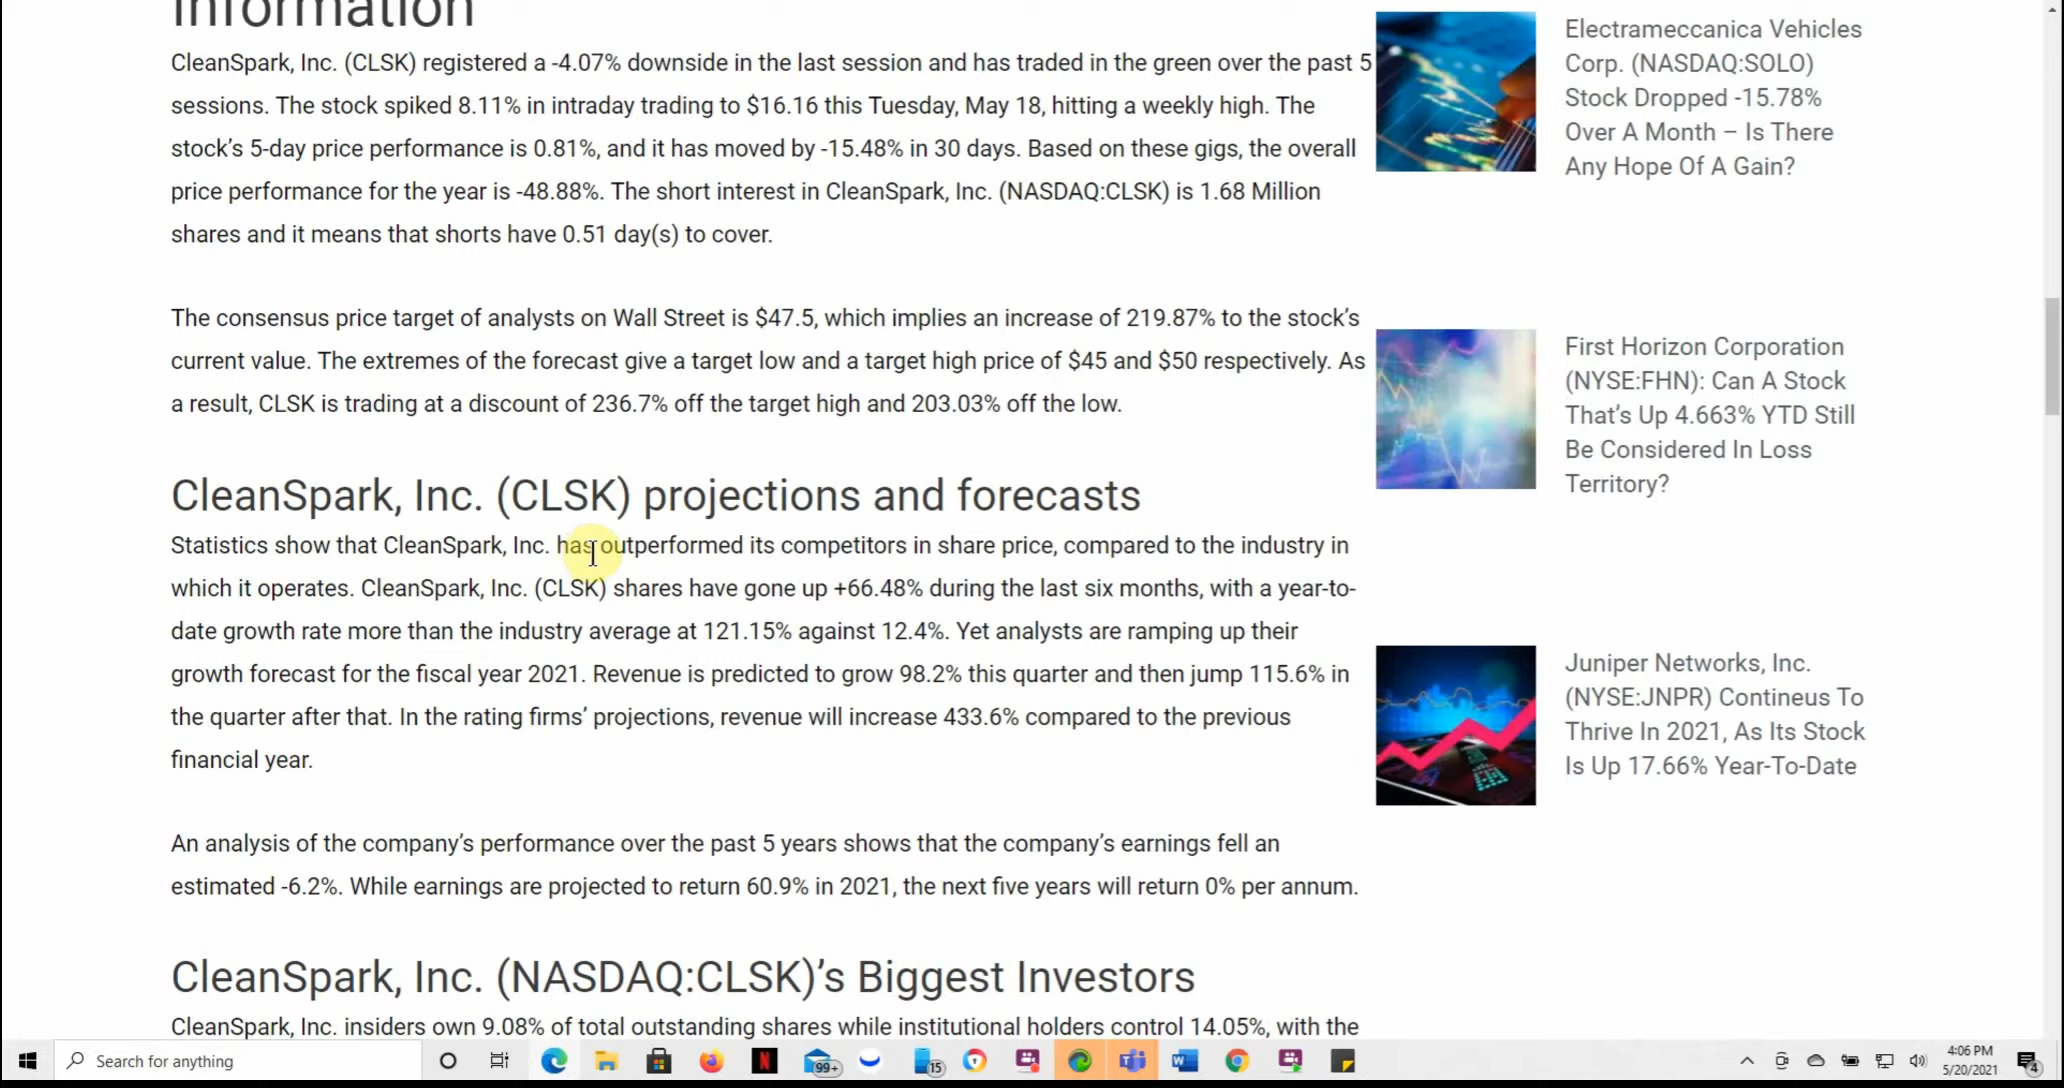 Information
CleanSpark, Inc. (CLSK) registered a -4.07% downside in the last session and has traded in the green over the past 5
sessions. The stock spiked 8.11% in intraday trading to $16.16 this Tuesday, May 18, hitting a weekly high. The
stock’s 5-day price performance is 0.81%, and it has moved by -15.48% in 30 days. Based on these gigs, the overall
price performance for the year is -48.88%. The short interest in CleanSpark, Inc. (NASDAQ:CLSK) is 1.68 Million
shares and it means that shorts have 0.51 day(s) to cover.
The consensus price target of analysts on Wall Street is $47.5, which implies an increase of 219.87% to the stock’s
current value. The extremes of the forecast give a target low and a target high price of $45 and $50 respectively. As
a result, CLSK is trading at a discount of 236.7% off the target high and 203.03% off the low.
CleanSpark, Inc. (CLSK) projections and forecasts
Statistics show that CleanSpark, Inc. has outperformed its competitors in share price, compared to the industry in
which it operates. CleanSpark, Inc. (CLSK) shares have gone up +66.48% during the last six months, with a year-to-
date growth rate more than the industry average at 121.15% against 12.4%. Yet analysts are ramping up their
growth forecast for the fiscal year 2021. Revenue is predicted to grow 98.2% this quarter and then jump 115.6% in
the quarter after that. In the rating firms’ projections, revenue will increase 433.6% compared to the previous
financial year.
An analysis of the company’s performance over the past 5 years shows that the company’s earnings fell an
estimated -6.2%. While earnings are projected to return 60.9% in 2021, the next five years will return 0% per annum.
CleanSpark, Inc. (NASDAQ:CLSK)’s Biggest Investors
CleanSpark, Inc. insiders own 9.08% of total outstanding shares while institutional holders control 14.05%, with the
Electrameccanica Vehicles
Corp. (NASDAQ:SOLO)
Stock Dropped -15.78%
Over A Month – Is There
Any Hope Of A Gain?
First Horizon Corporation
(NYSE:FHN): Can A Stock
That’s Up 4.663% YTD Still
Be Considered In Loss
Territory?
Juniper Networks, Inc.
(NYSE:JNPR) Contineus To
Thrive In 2021, As Its Stock
Is Up 17.66% Year-To-Date
Search for anything
99+
15
4:06 PM
5/20/2021
4